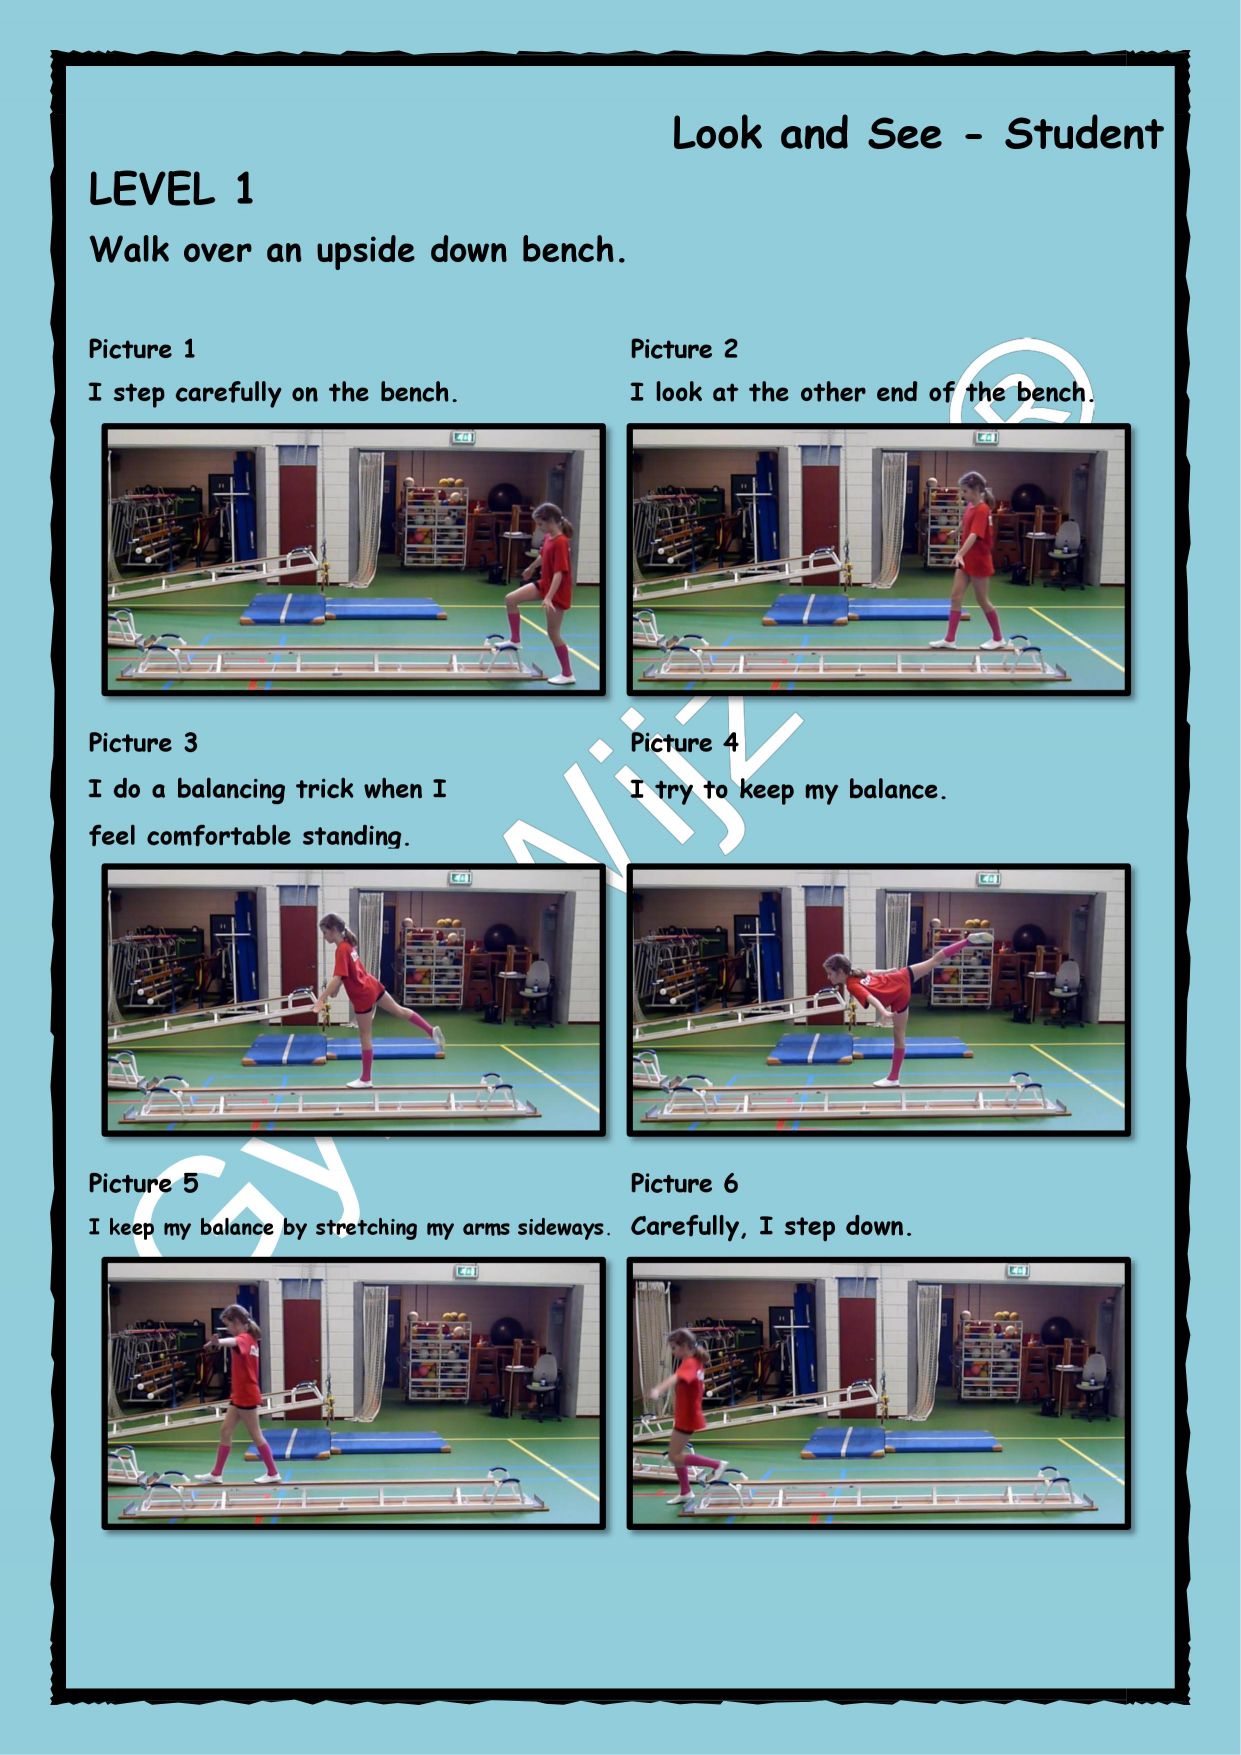 Look and See - Student
LEVEL 1
Walk over an upside down bench.
Picture 1
I step carefully on the bench.
Picture 2
I look at the other end of the bench.
Picture 3
I do a balancing trick when I
feel comfortable standing.
Picture 4
I try to keep my balance.
Picture 5
I keep my balance by stretching my arms sideways.
Picture 6
Carefully, I step down.